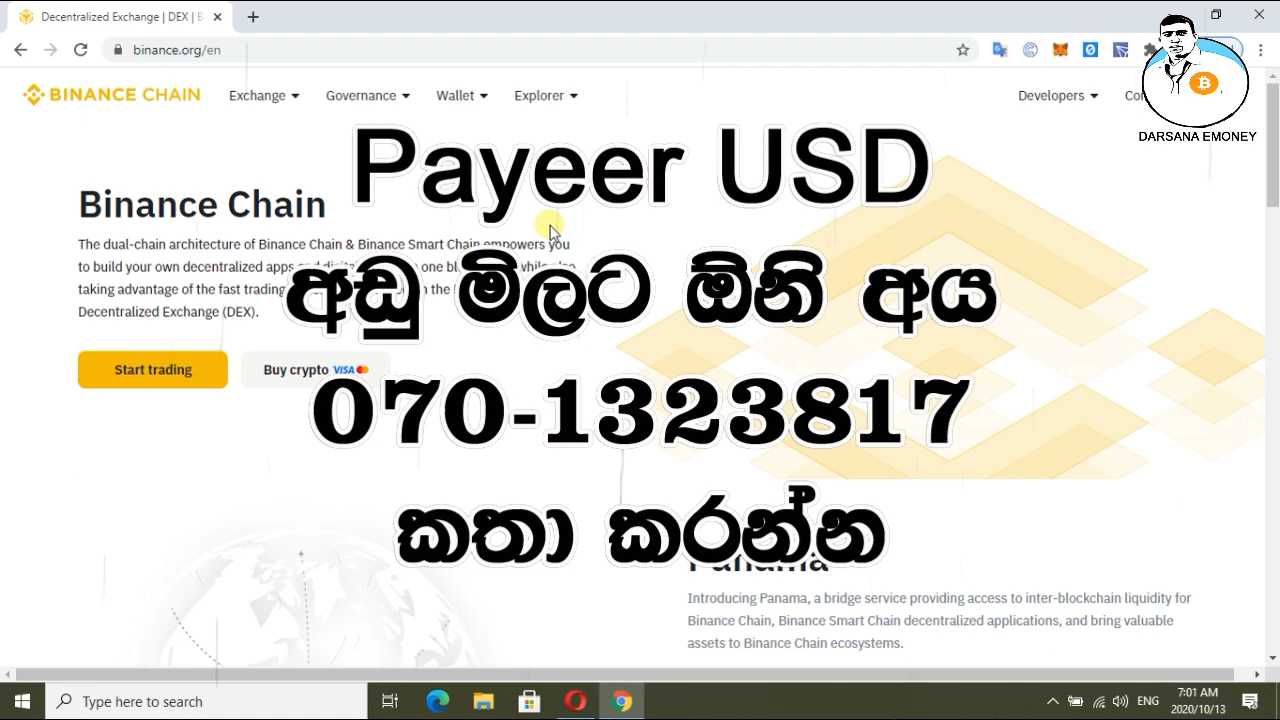 Decentralized Exchange | DEX | B
binance.org/en
BINANCE CHAIN
Exchange
Governance
Wallet
Explorer
Developers
DARSANA EMONEY
Payeer USD
Binance Chain
The dual-chain architecture of Binance Chain & Binance Smart Chain empowers you
to build your own decentralized apps
one
taking advantage of the fast trading
the
Decentralized Exchange (DEX).
අඩු මිලට ඕනි අය
Start trading
Buy crypto VISA
070-1323817
කතා කරන්න
Panama
Introducing Panama, a bridge service providing access to inter-blockchain liquidity for
Binance Chain, Binance Smart Chain decentralized applications, and bring valuable
assets to Binance Chain ecosystems.
Type here to search
ENG
7:01 AM
2020/10/13